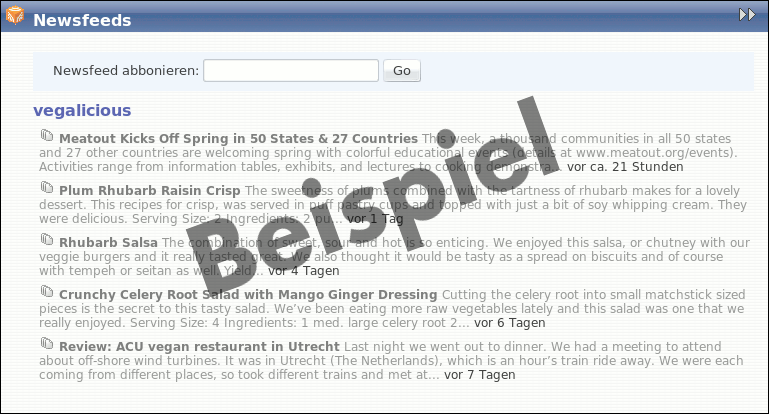 Newsfeeds
Newsfeed abbonieren:
Go
vegalicious
Meatout Kicks Off Spring in 50 States & 27 Countries This week, a thousand communities in all 50 states
and 27 other countries are welcoming spring with colorful educational events (details at www.meatout.org/events).
Activities range from information tables, exhibits, and lectures to cooking demonst... vor ca. 21 Stunden
Plum Rhubarb Raisin Crisp The sweetness of plums combined with the tartness of rhubarb makes for a lovely
dessert. This recipes for crisp, was served in puff pastry cups and topped with just a bit of soy whipping cream. They
were delicious. Serving Size: 2 Ingredients: 2 pu... vor 1 Tag
Rhubarb Salsa The combination of sweet, sour and hot is so enticing. We enjoyed this salsa, or chutney with our
veggie burgers and it really tasted great. We also thought it would be tasty as a spread on biscuits and of course
with tempeh or seitan as well. Yield... vor 4 Tagen
Crunchy Celery Root Salad with Mango Ginger Dressing Cutting the celery root into small matchstick sized
pieces is the secret to this tasty salad. We've been eating more raw vegetables lately and this salad was one that we
really enjoyed. Serving Size: 4 Ingredients: 1 med. large celery root 2... vor 6 Tagen
Review: ACU vegan restaurant in Utrecht Last night we went out to dinner. We had a meeting to attend
about off-shore wind turbines. It was in Utrecht (The Netherlands), which is an hour's train ride away. We were each
coming from different places, so took different trains and met at... vor 7 Tagen
Beispiel